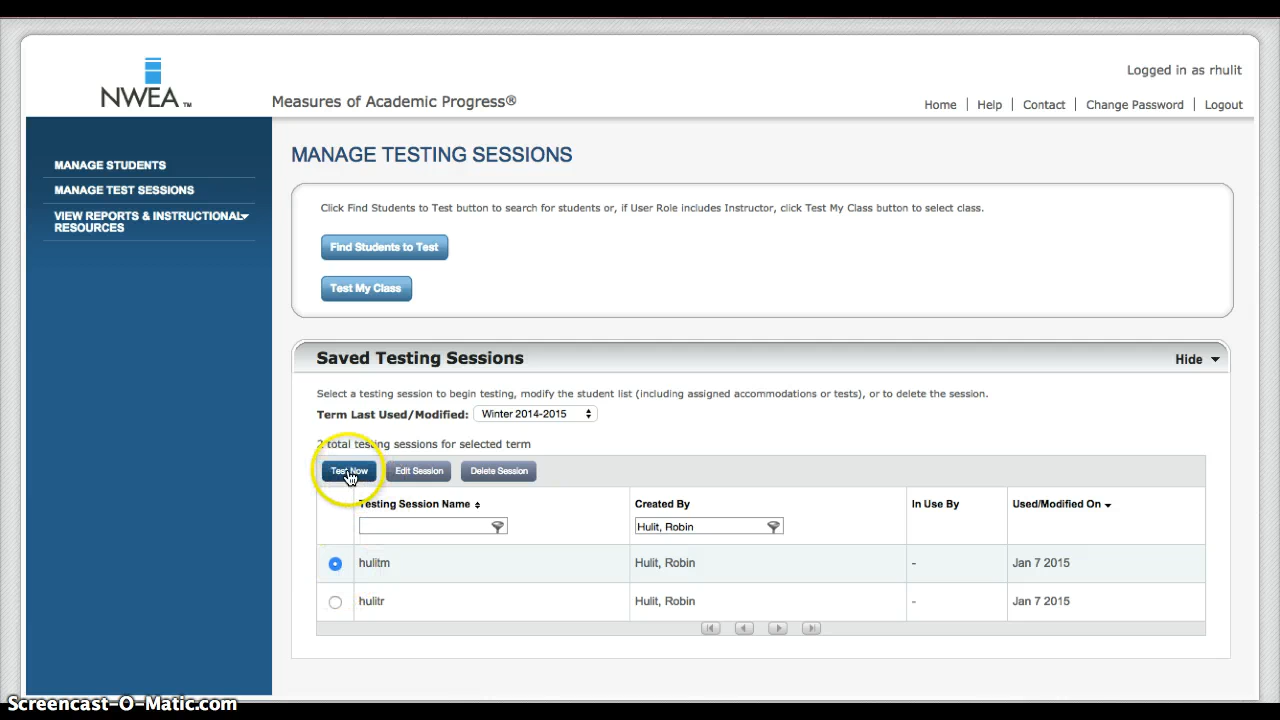 Logged in as rhulit
NWEA™
Measures of Academic Progress®
Home | Help | Contact | Change Password | Logout
MANAGE STUDENTS
MANAGE TEST SESSIONS
VIEW REPORTS & INSTRUCTIONAL
RESOURCES
MANAGE TESTING SESSIONS
Click Find Students to Test button to search for students or, if User Role includes Instructor, click Test My Class button to select class.
Find Students to Test
Test My Class
Saved Testing Sessions
Hide
Select a testing session to begin testing, modify the student list (including assigned accommodations or tests), or to delete the session.
Term Last Used/Modified: Winter 2014-2015
2 total testing sessions for selected term
Test Now Edit Session Delete Session
Testing Session Name Created By In Use By Used/Modified On
Hulit, Robin
hulitm Hulit, Robin - Jan 7 2015
hulitr Hulit, Robin - Jan 7 2015
Screencast-O-Matic.com